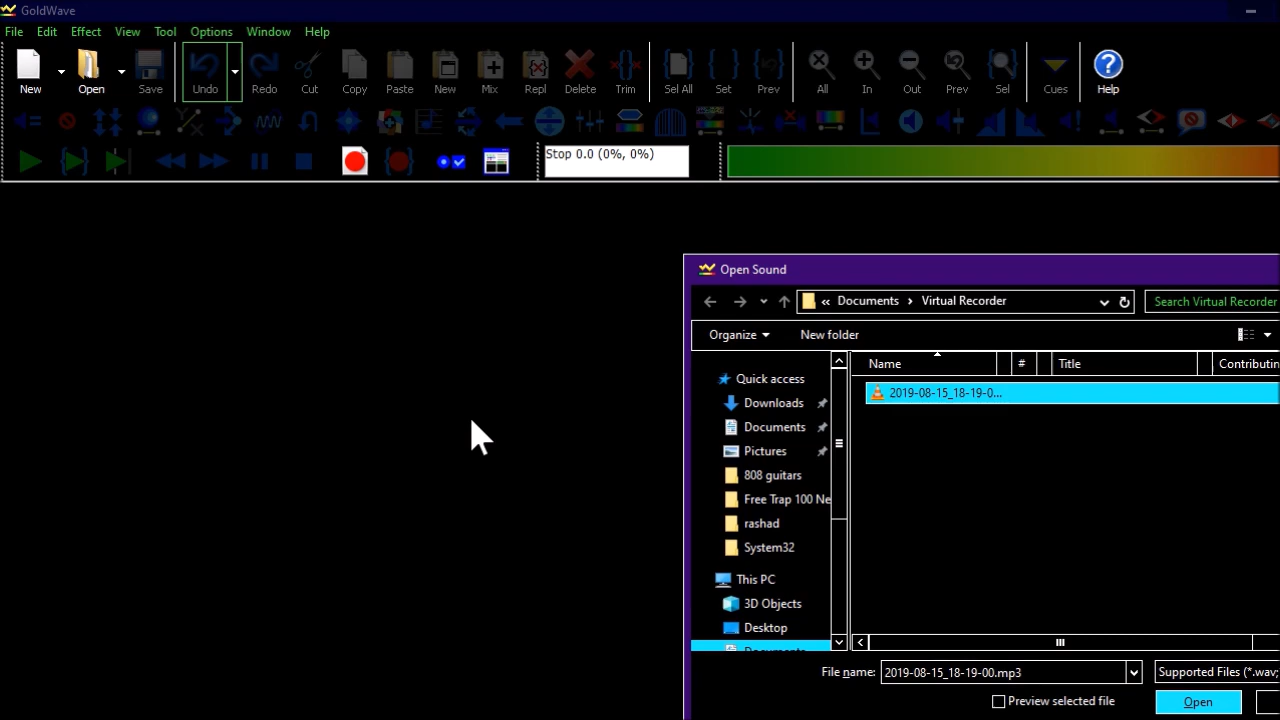 GoldWave
File Edit Effect View Tool Options Window Help
New Open Save Undo Redo Cut Copy Paste New Mix Repl Delete Trim Sel All Set Prev All In Out Prev Sel Cues Help
Stop 0.0 (0%, 0%)
Open Sound
« Documents › Virtual Recorder
Search Virtual Recorder
Organize New folder
Name # Title Contributin
Quick access
2019-08-15_18-19-0...
Downloads
Documents
Pictures
808 guitars
Free Trap 100 Ne
rashad
System32
This PC
3D Objects
Desktop
Documents
File name: 2019-08-15_18-19-00.mp3 Supported Files (*.wav;
Preview selected file Open